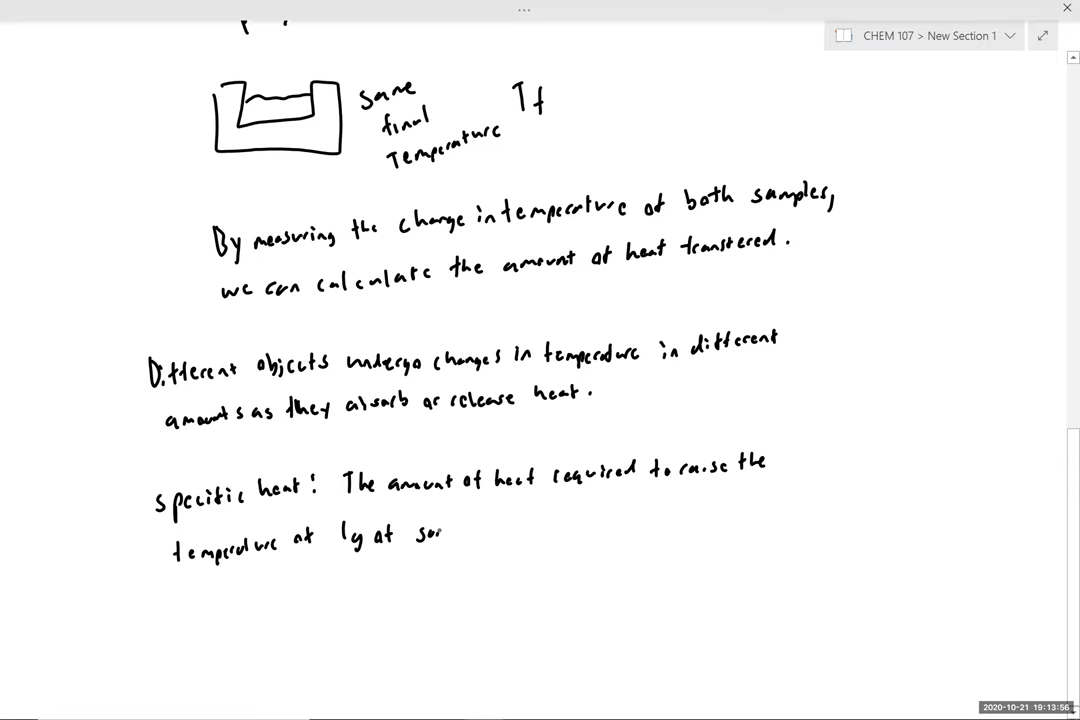 CHEM 107 > New Section 1
Same
final
Temperature
Tf
By measuring the change in temperature of both samples,
we can calculate the amount of heat transfered.
Different objects undergo changes in temperature in different
amounts as they absorb or release heat.
Specific heat: The amount of heat required to raise the
temperature of 1g of
2020-10-21 19:13:56